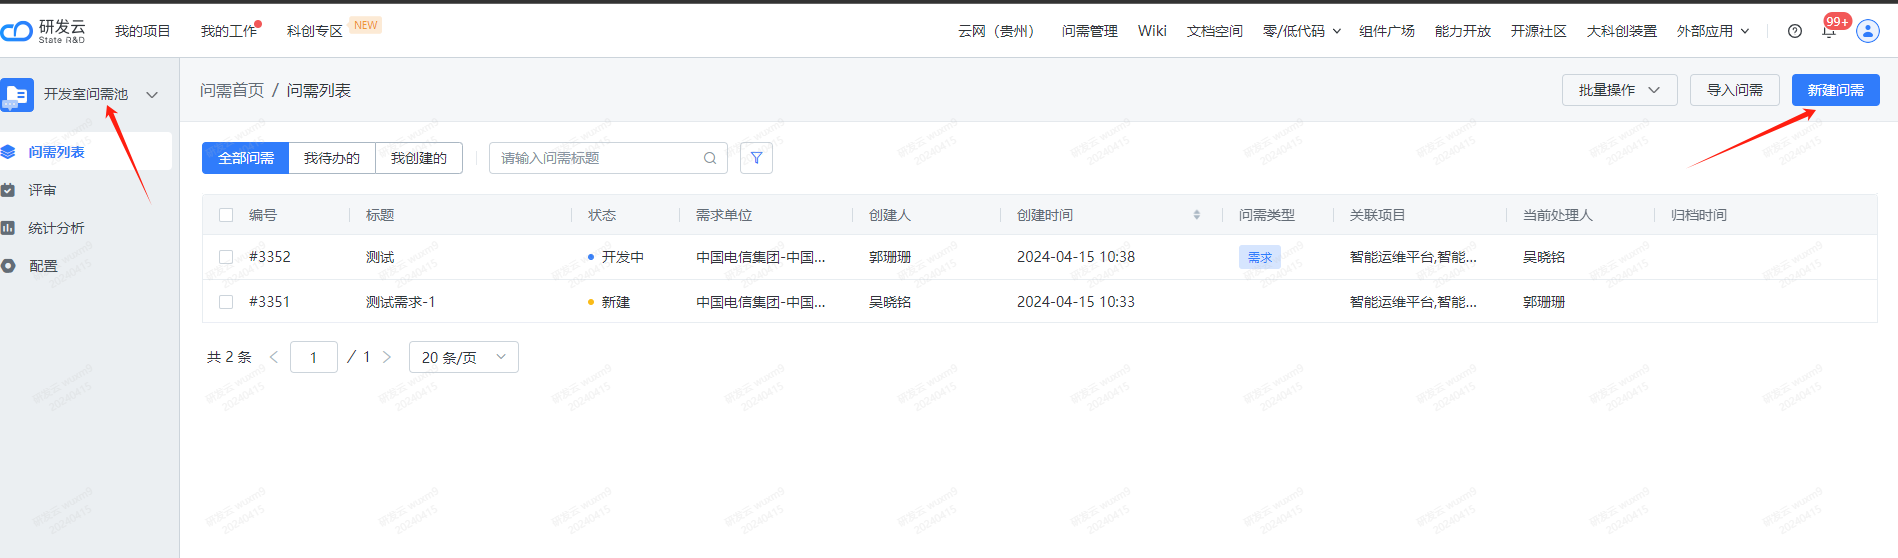 研发云 State R&D 我的项目 我的工作 科创专区 NEW 云网（贵州） 问需管理 Wiki 文档空间 零/低代码 组件广场 能力开放 开源社区 大科创装置 外部应用 99+
开发室问需池
问需首页 / 问需列表 批量操作 导入问需 新建问需
问需列表
评审
统计分析
配置
全部问需 我待办的 我创建的 请输入问需标题
编号 标题 状态 需求单位 创建人 创建时间 问需类型 关联项目 当前处理人 归档时间
#3352 测试 开发中 中国电信集团-中国... 郭珊珊 2024-04-15 10:38 需求 智能运维平台,智能... 吴晓铭
#3351 测试需求-1 新建 中国电信集团-中国... 吴晓铭 2024-04-15 10:33 智能运维平台,智能... 郭珊珊
共 2 条 1 / 1 20 条/页
研发云 wuxm9
20240415